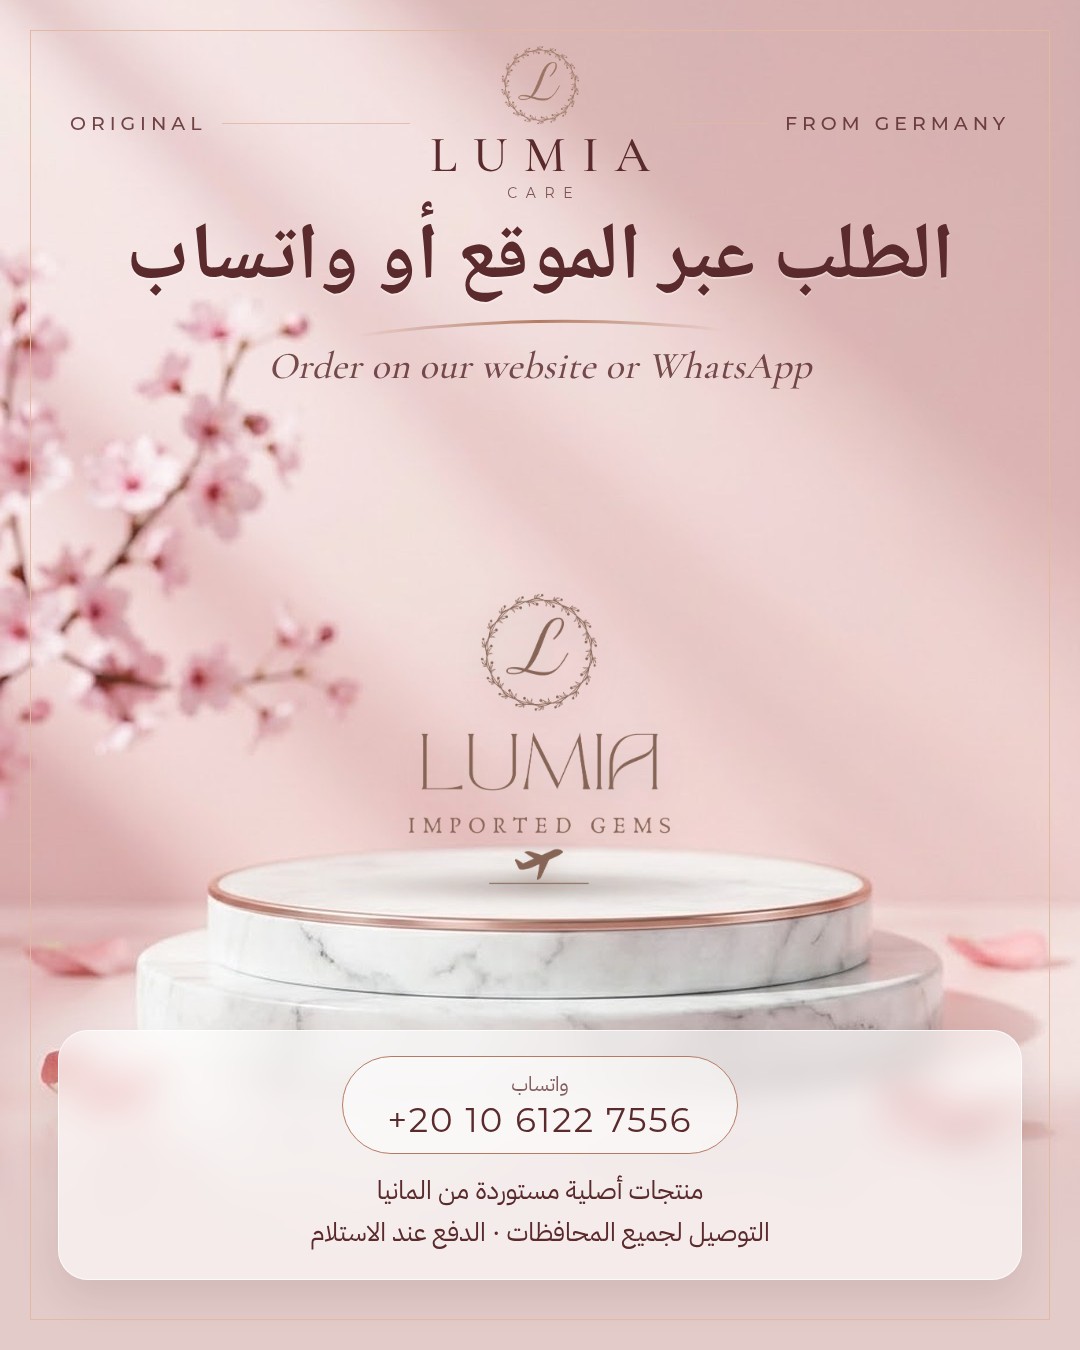 ORIGINAL
L
LUMIA
CARE
FROM GERMANY
الطلب عبر الموقع أو واتساب
Order on our website or WhatsApp
L
LUMIA
IMPORTED GEMS
واتساب
+20 10 6122 7556
منتجات أصلية مستوردة من المانيا
التوصيل لجميع المحافظات · الدفع عند الاستلام